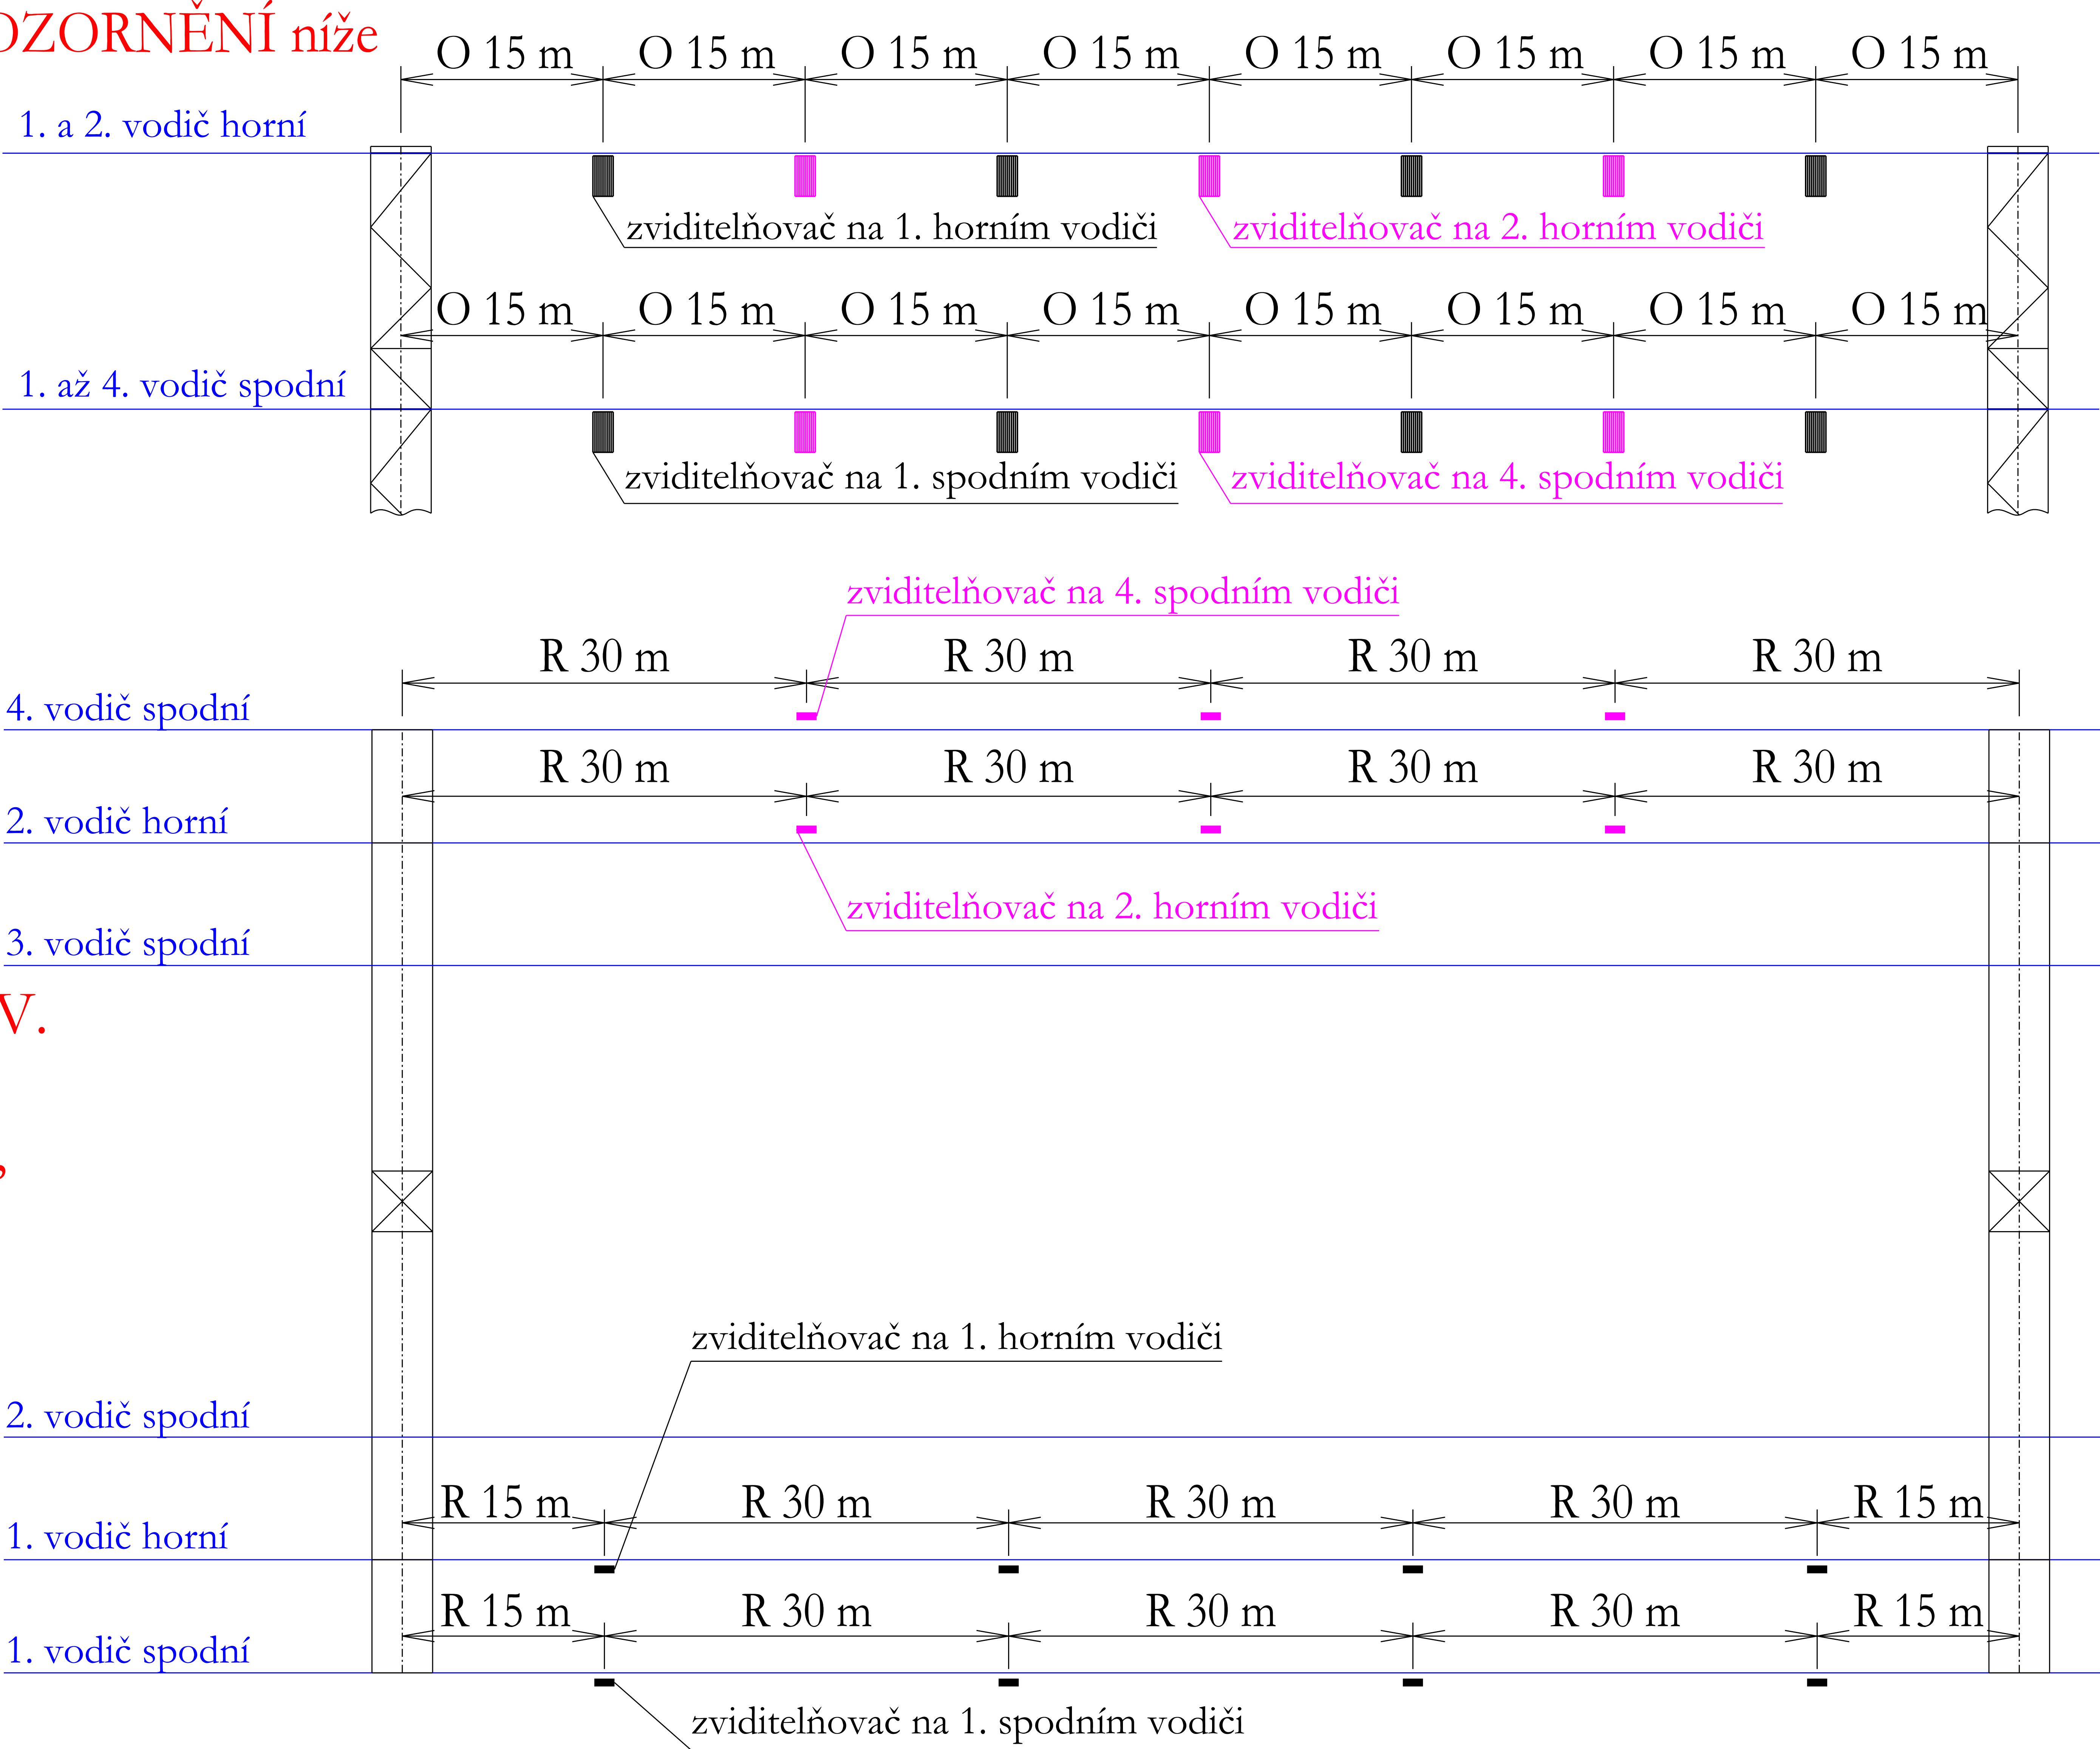 OZORNĚNÍ níže
O 15 m O 15 m O 15 m O 15 m O 15 m O 15 m O 15 m O 15 m
1. a 2. vodič horní
zviditelňovač na 1. horním vodiči zviditelňovač na 2. horním vodiči
O 15 m O 15 m O 15 m O 15 m O 15 m O 15 m O 15 m O 15 m
1. až 4. vodič spodní
zviditelňovač na 1. spodním vodiči zviditelňovač na 4. spodním vodiči
zviditelňovač na 4. spodním vodiči
R 30 m R 30 m R 30 m R 30 m
4. vodič spodní
R 30 m R 30 m R 30 m R 30 m
2. vodič horní
zviditelňovač na 2. horním vodiči
3. vodič spodní
V.
,
zviditelňovač na 1. horním vodiči
2. vodič spodní
R 15 m R 30 m R 30 m R 30 m R 15 m
1. vodič horní
R 15 m R 30 m R 30 m R 30 m R 15 m
1. vodič spodní
zviditelňovač na 1. spodním vodiči